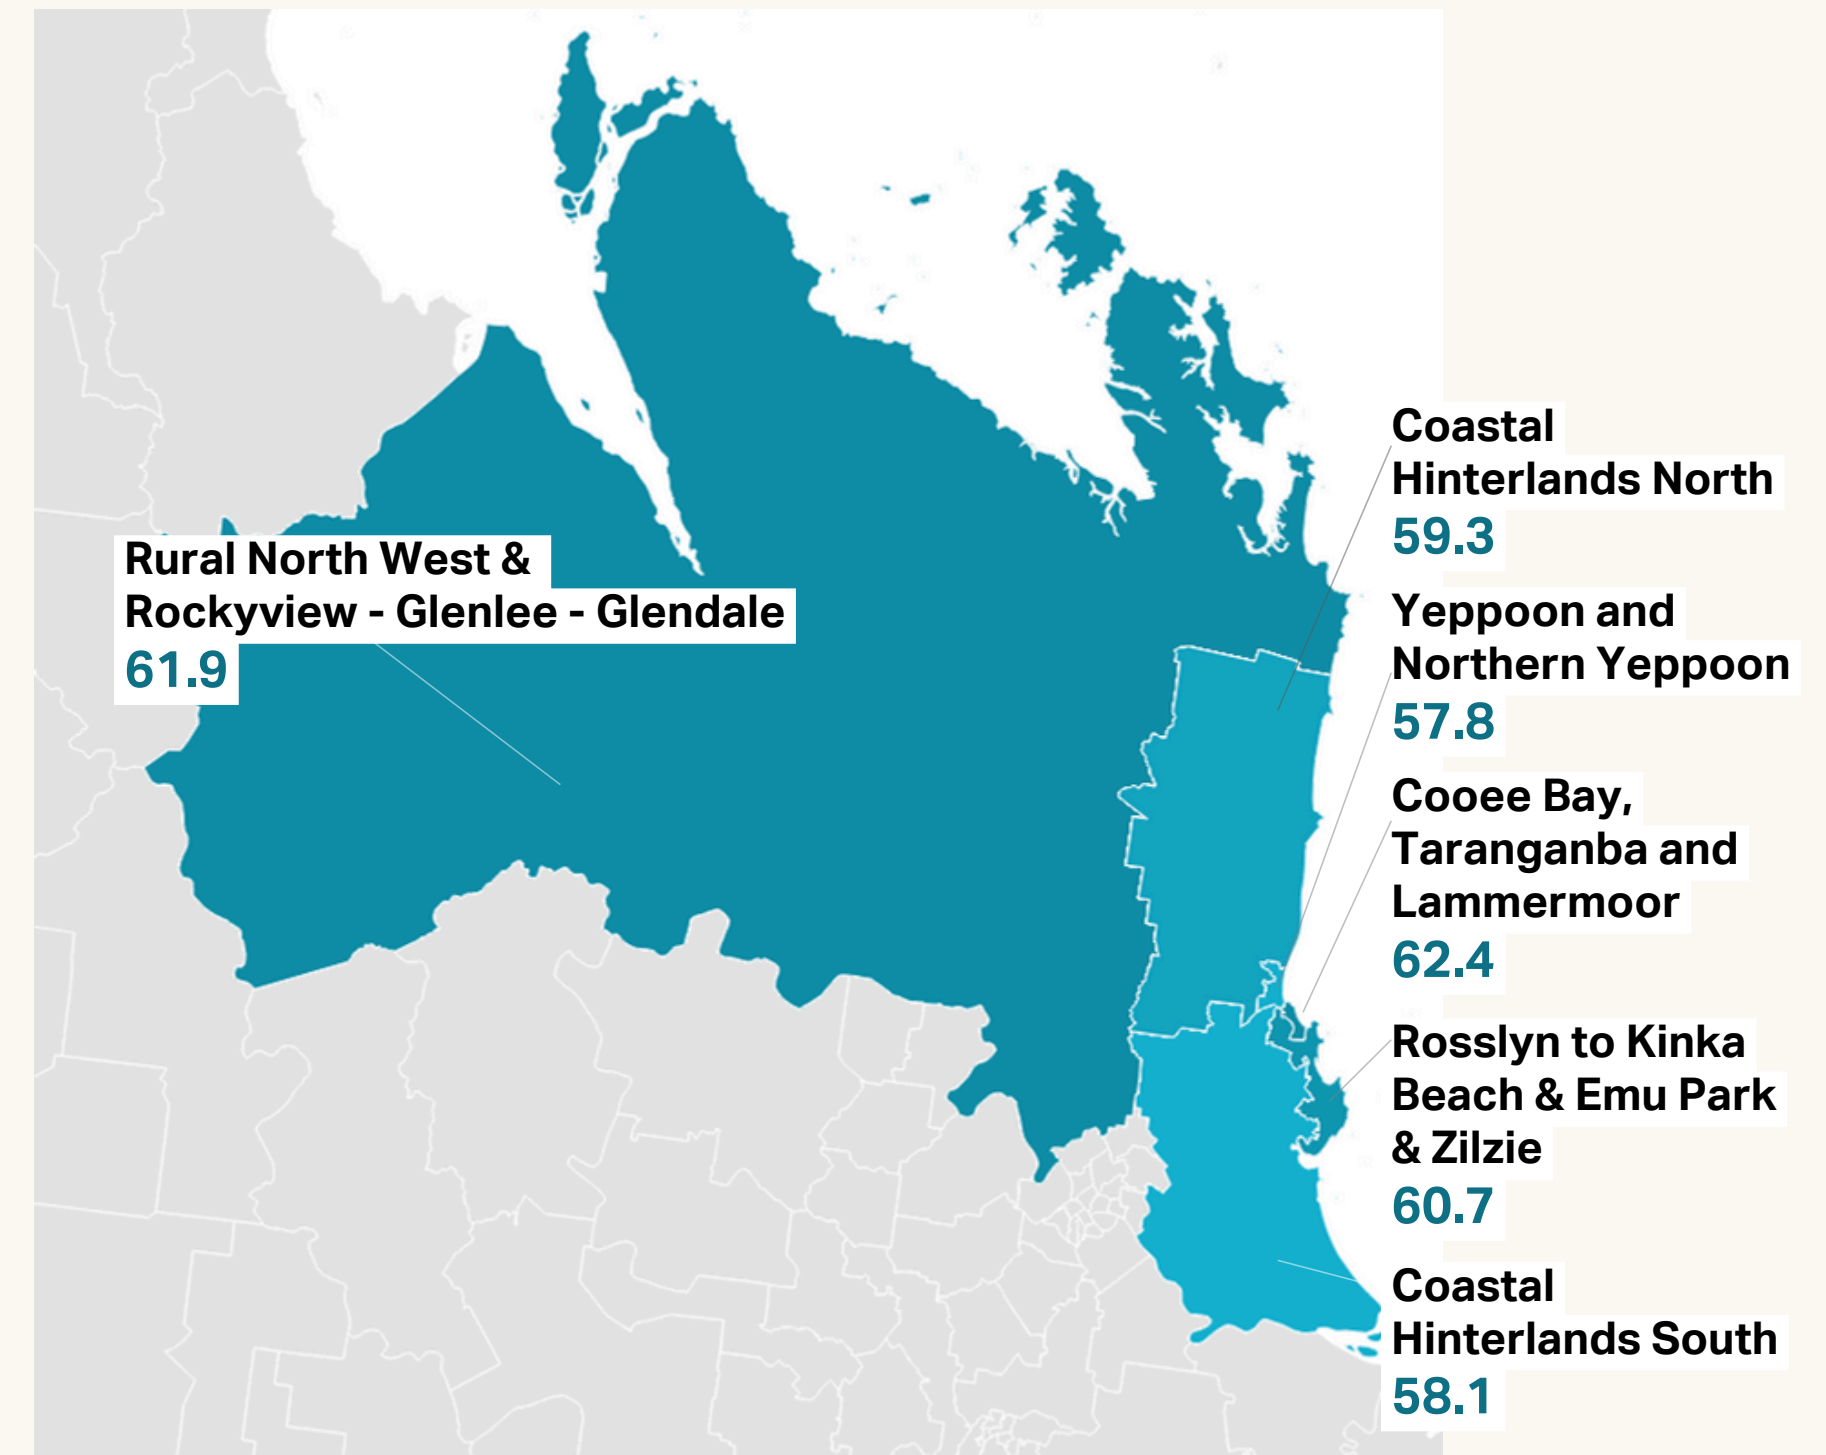 Rural North West &
Rockyview - Glenlee - Glendale
61.9
Coastal
Hinterlands North
59.3
Yeppoon and
Northern Yeppoon
57.8
Cooee Bay,
Taranganba and
Lammermoor
62.4
Rosslyn to Kinka
Beach & Emu Park
& Zilzie
60.7
Coastal
Hinterlands South
58.1